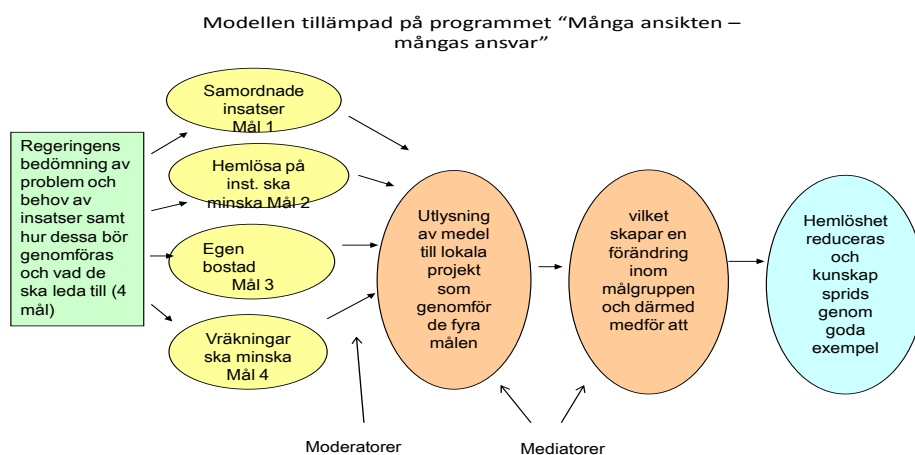 Modellen tillämpad på programmet “Många ansikten –
mångas ansvar”
Regeringens
bedömning av
problem och
behov av
insatser samt
hur dessa bör
genomföras
och vad de
ska leda till (4
mål)
Samordnade
insatser
Mål 1
Hemlösa på
inst. ska
minska Mål 2
Egen
bostad
Mål 3
Vräkningar
ska minska
Mål 4
Utlysning
av medel
till lokala
projekt
som
genomför
de fyra
målen
vilket
skapar en
förändring
inom
målgruppen
och därmed
medför att
Hemlöshet
reduceras
och
kunskap
sprids
genom
goda
exempel
Moderatorer
Mediatorer